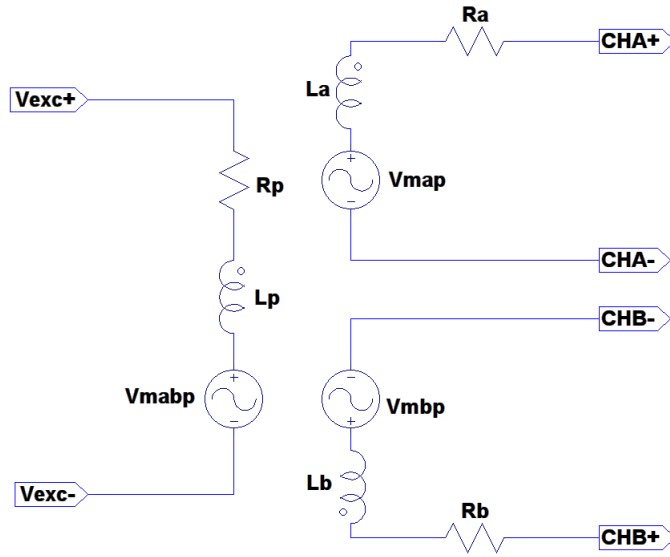 Ra
CHA+
La
Vexc+
Rp
Vmap
CHA-
Lp
CHB-
Vmabp
Vmbp
Lb
Vexc-
Rb
CHB+